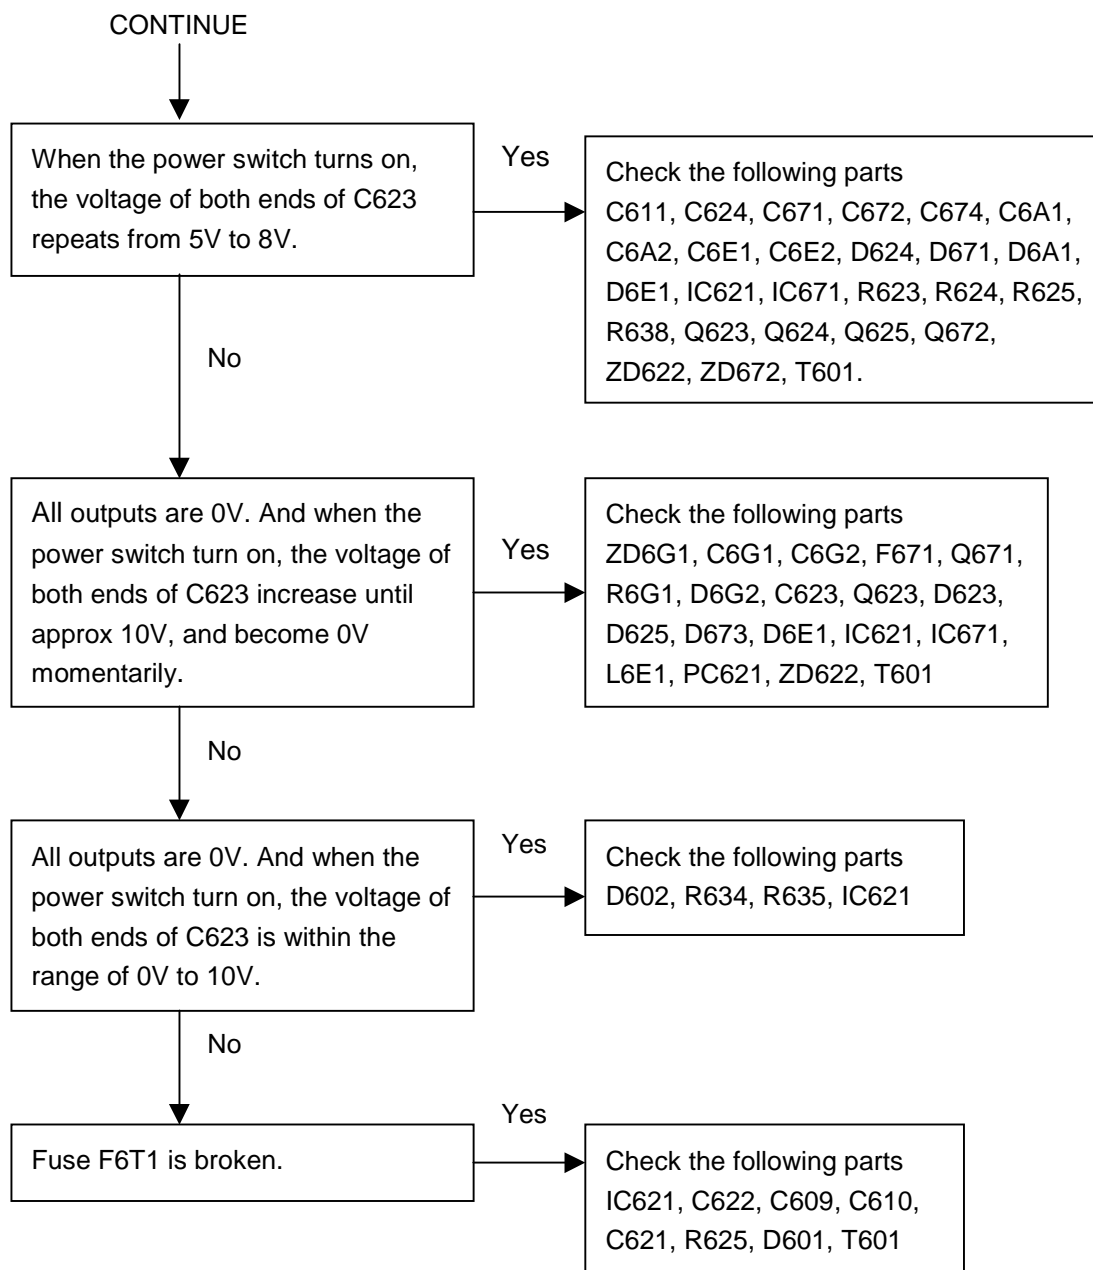 CONTINUE
When the power switch turns on,
the voltage of both ends of C623
repeats from 5V to 8V.
Yes
Check the following parts
C611, C624, C671, C672, C674, C6A1,
C6A2, C6E1, C6E2, D624, D671, D6A1,
D6E1, IC621, IC671, R623, R624, R625,
R638, Q623, Q624, Q625, Q672,
ZD622, ZD672, T601.
No
All outputs are 0V. And when the
power switch turn on, the voltage of
both ends of C623 increase until
approx 10V, and become 0V
momentarily.
Yes
Check the following parts
ZD6G1, C6G1, C6G2, F671, Q671,
R6G1, D6G2, C623, Q623, D623,
D625, D673, D6E1, IC621, IC671,
L6E1, PC621, ZD622, T601
No
All outputs are 0V. And when the
power switch turn on, the voltage of
both ends of C623 is within the
range of 0V to 10V.
Yes
Check the following parts
D602, R634, R635, IC621
No
Fuse F6T1 is broken.
Yes
Check the following parts
IC621, C622, C609, C610,
C621, R625, D601, T601